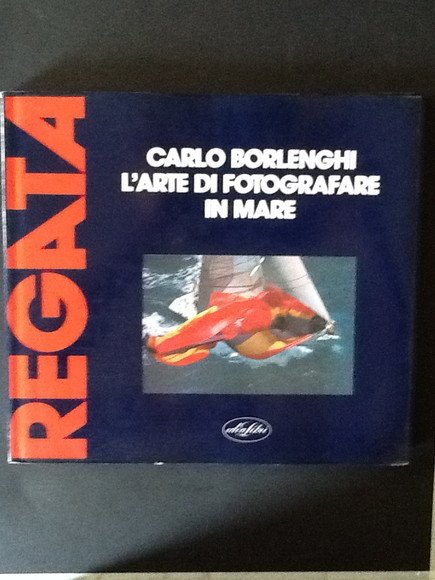 REGATA
CARLO BORLENGHI
L'ARTE DI FOTOGRAFARE
IN MARE